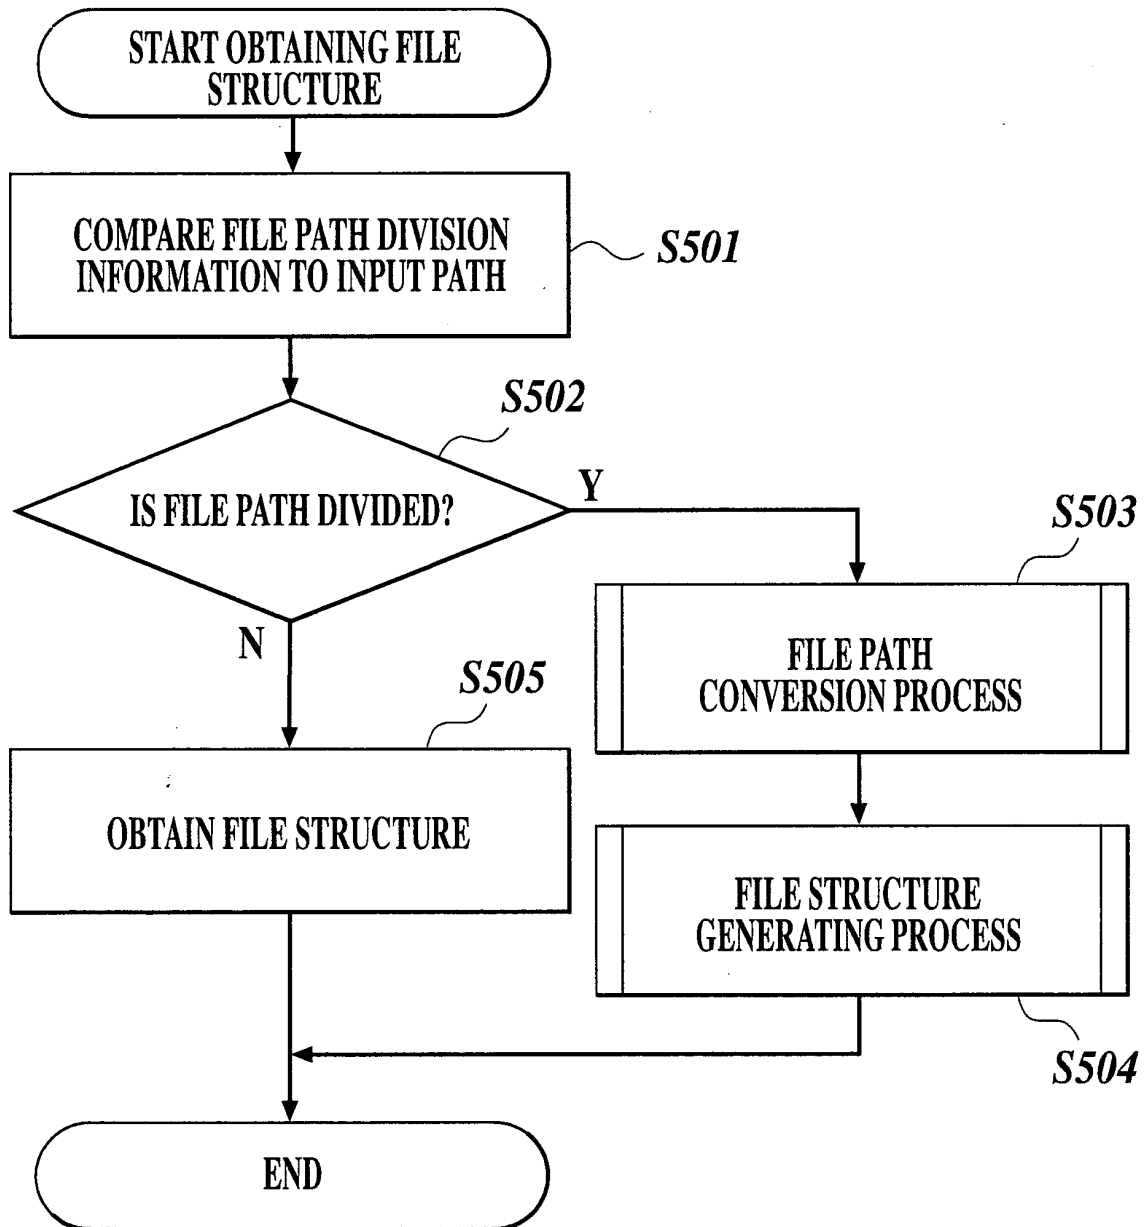 START OBTAINING FILE
STRUCTURE
COMPARE FILE PATH DIVISION
INFORMATION TO INPUT PATH
S501
S502
IS FILE PATH DIVIDED?
Y
N
S503
FILE PATH
CONVERSION PROCESS
S505
OBTAIN FILE STRUCTURE
FILE STRUCTURE
GENERATING PROCESS
S504
END